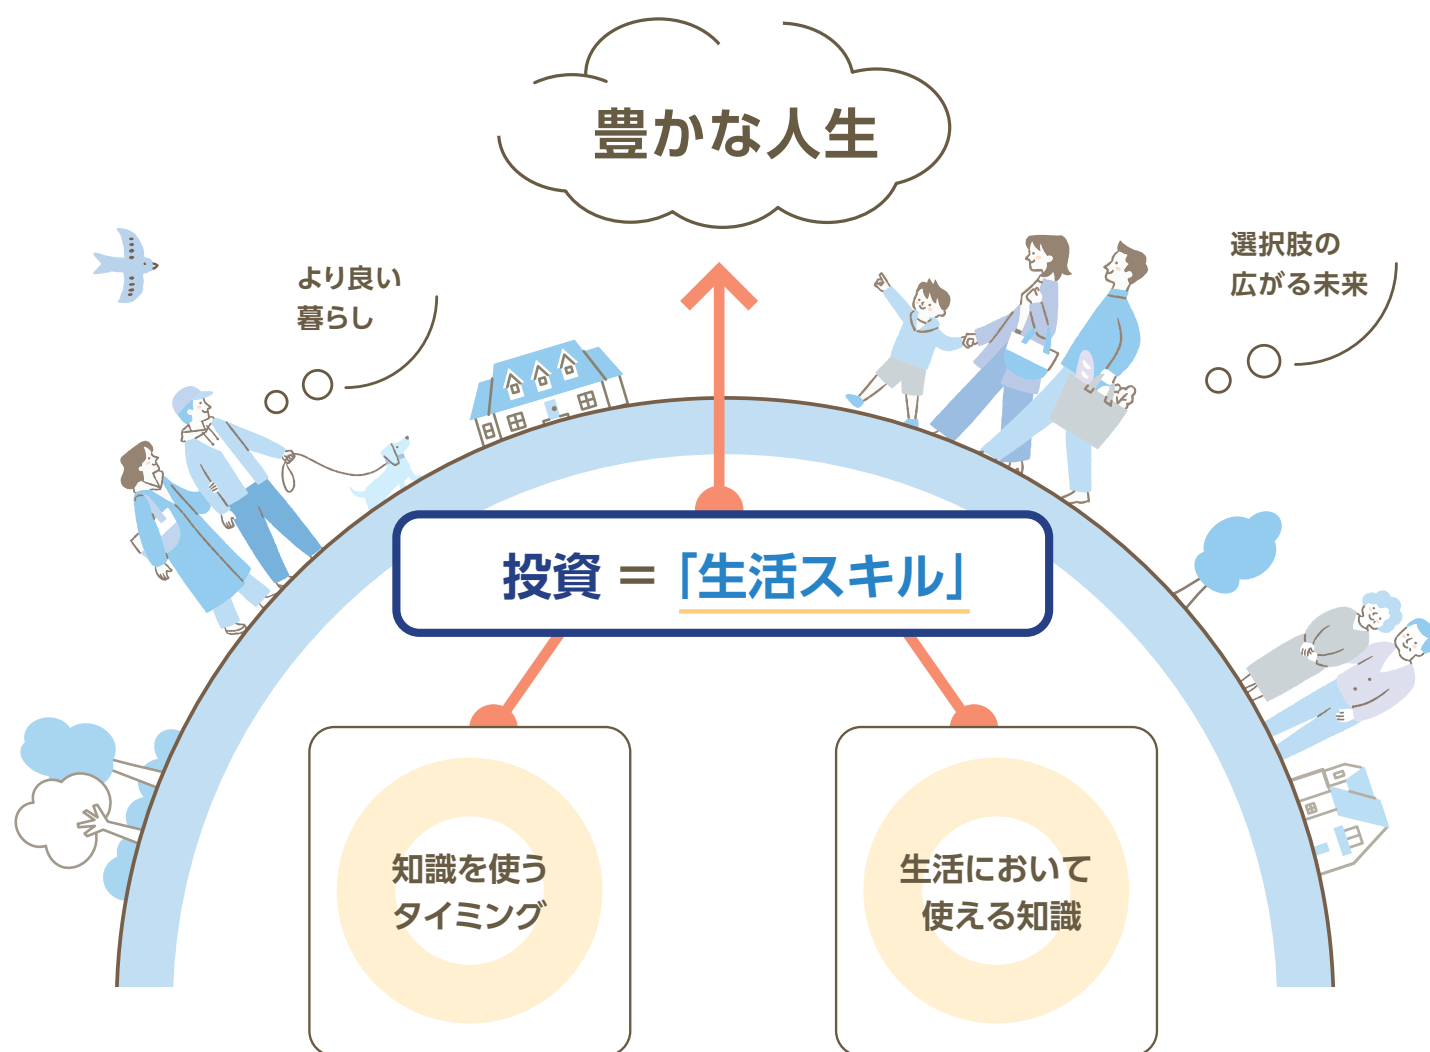 豊かな人生
より良い
暮らし
選択肢の
広がる未来
投資 = 「生活スキル」
知識を使う
タイミング
生活において
使える知識